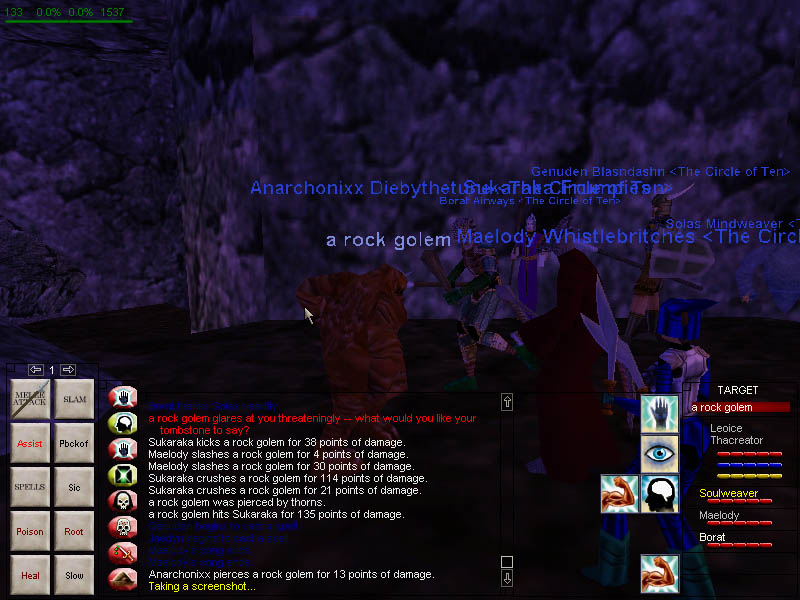 133 0.0% 0.0% 1537
Genuden Blasndashn <The Circle of Ten>
Anarchonixx Diebythetun
Sukaraka Frumpies
Borat Airways <The Circle of Ten>
Solas Mindweaver <T
a rock golem
Maelody Whistlebritches <The Circl
1
MELEE ATTACK
SLAM
Assist
Pbckof
SPELLS
Sic
Poison
Root
Heal
Slow
a rock golem glares at you threateningly -- what would you like your
tombstone to say?
Sukaraka kicks a rock golem for 38 points of damage.
Maelody slashes a rock golem for 4 points of damage.
Maelody slashes a rock golem for 30 points of damage.
Sukaraka crushes a rock golem for 114 points of damage.
Sukaraka crushes a rock golem for 21 points of damage.
a rock golem was pierced by thorns.
a rock golem hits Sukaraka for 135 points of damage.
Anarchonixx pierces a rock golem for 13 points of damage.
Taking a screenshot...
TARGET
a rock golem
Leoice
Thacreator
Soulweaver
Maelody
Borat